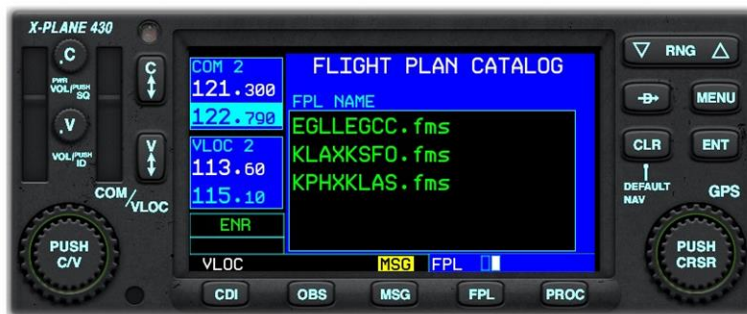 X-PLANE 430
C
PWR
VOL/PUSH
SQ
V
VOL/PUSH
ID
C
V
COM/VLOC
PUSH
C/V
COM 2
121.300
122.790
VLOC 2
113.60
115.10
ENR
VLOC
FLIGHT PLAN CATALOG
FPL NAME
EGLLEGCC.fms
KLAXKSFO.fms
KPHXKLAS.fms
MSG
FPL
CDI
OBS
MSG
FPL
PROC
RNG
D
MENU
CLR
ENT
DEFAULT
NAV
GPS
PUSH
CRSR